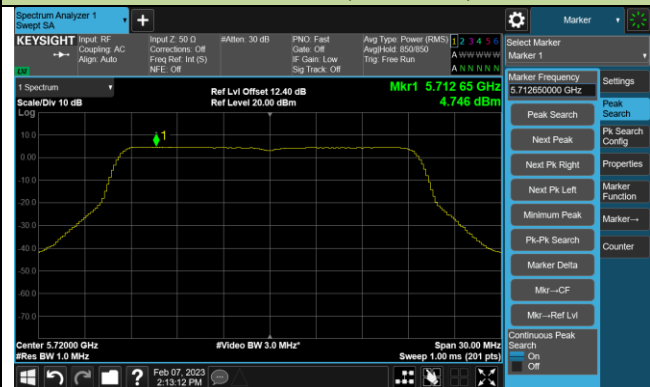 Spectrum Analyzer 1
Swept SA
Marker
KEYSIGHT
Input: RF
Coupling: AC
Align: Auto
Input Z: 50 Ω
Corrections: Off
Freq Ref: Int (S)
NFE: Off
#Atten: 30 dB
PNO: Fast
Gate: Off
IF Gain: Low
Sig Track: Off
Avg Type: Power (RMS)
Avg|Hold: 850/850
Trig: Free Run
1 2 3 4 5 6
A W W W W W
A N N N N N
LXI
Select Marker
Marker 1
1 Spectrum
Scale/Div 10 dB
Log
Ref Lvl Offset 12.40 dB
Ref Level 20.00 dBm
Mkr1 5.712 65 GHz
4.746 dBm
1
10.0
0.00
-10.0
-20.0
-30.0
-40.0
-50.0
-60.0
-70.0
Center 5.72000 GHz
#Res BW 1.0 MHz
#Video BW 3.0 MHz*
Span 30.00 MHz
Sweep 1.00 ms (201 pts)
Marker Frequency
5.712650000 GHz
Peak Search
Next Peak
Next Pk Right
Next Pk Left
Minimum Peak
Pk-Pk Search
Marker Delta
Mkr→CF
Mkr→Ref Lvl
Continuous Peak
Search
On
Off
Settings
Peak
Search
Pk Search
Config
Properties
Marker
Function
Marker→
Counter
?
Feb 07, 2023
2:13:12 PM